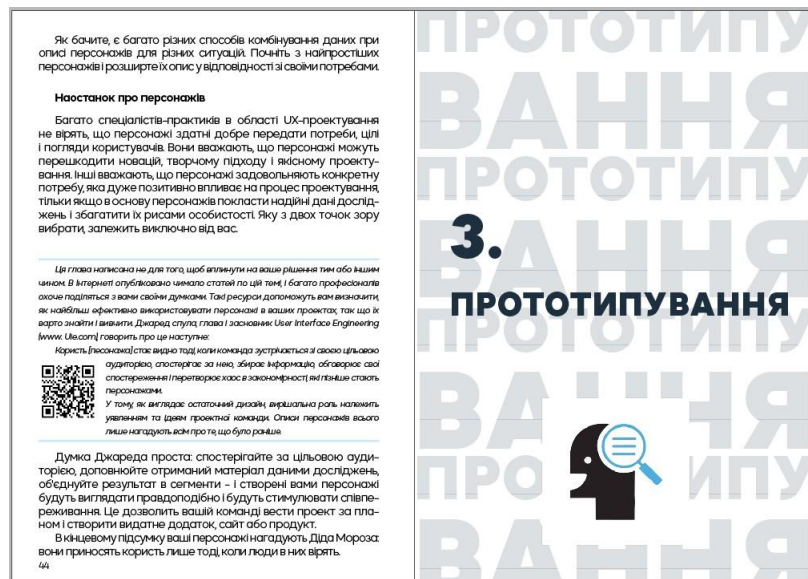 Як бачите, є багато різних способів комбінування даних при
описі персонажів для різних ситуацій. Почніть з найпростіших
персонажів і розширте їх опис у відповідності зі своїми потребами.
Наостанок про персонажів
Багато спеціалістів-практиків в області UX-проектування
не вірять, що персонажі здатні добре передати потреби, цілі
і погляди користувачів. Вони вважають, що персонажі можуть
перешкодити новацій, творчому підходу і якісному проекту-
ванню. Інші вважають, що персонажі задовольняють конкретну
потребу, яка дуже позитивно впливає на процес проектування,
тільки якщо в основу персонажів покласти надійні дані дослід-
жень і збагатити їх рисами особистості. Яку з двох точок зору
вибрати, залежить виключно від вас.
Ця глава написана не для того, щоб вплинути на ваше рішення тим або іншим
чином. В Інтернеті опубліковано чимало статей по цій темі, і багато професіоналів
охоче поділяться з вами своїми думками. Такі ресурси допоможуть вам визначити,
як найбільш ефективно використовувати персонажі в ваших проектах, так що їх
варто знайти і вивчити. Джаред спула, глава і засновник User Interface Engineering
(www. Uie.com) говорить про це наступне:
Користь [песонажа] стає видно тоді, коли команда зустрічається зі своєю цільовою
аудиторією, спостерігає за нею, збирає інформацію, обговорює свої
спостереження і перетворює хаос в закономірності, які пізніше стають
персонажами.
У тому, як виглядає остаточний дизайн, вирішальна роль належить
уявленням та ідеям проектної команди. Описи персонажів всього
лише нагадують всім про те, що було раніше.
Думка Джареда проста: спостерігайте за цільовою ауди-
торією, доповнюйте отриманий матеріал даними досліджень,
об'єднуйте результат в сегменти – і створені вами персонажі
будуть виглядати правдоподібно і будуть стимулювати співпе-
реживання. Це дозволить вашій команді вести проект за пла-
ном і створити видатне додаток, сайт або продукт.
В кінцевому підсумку ваші персонажі нагадують Діда Мороза:
вони приносять користь лише тоді, коли люди в них вірять.
44
ПРОТОТИПУ
ВАННЯ
ПРОТОТИПУ
ВАННЯ
3.
ПРОТОТИПУВАННЯ
ПРОТОТИПУ
ВАННЯ
ПРО ИПУ
ВАННЯ